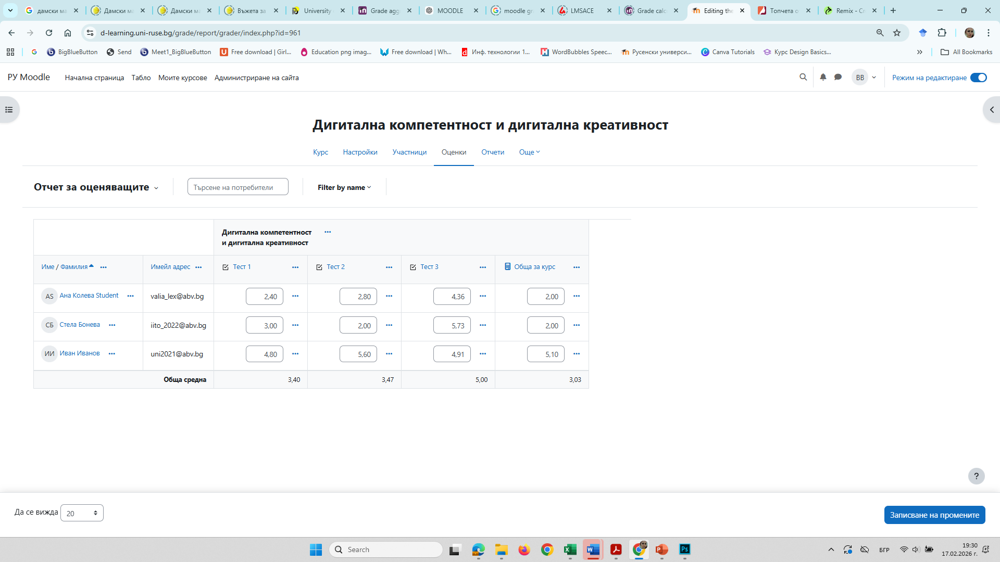 дамски ма
Дамски ма
Дамски ма
Въжета за
University
Grade agg
MOODLE
moodle gr
LMSACE
Grade calc
Editing the
Топчета о
Remix - Cr
d-learning.uni-ruse.bg/grade/report/grader/index.php?id=961
BigBlueButton
Send
Meet1_BigBlueButton
Free download | Girl...
Education png imag...
Free download | Wh...
Инф. технологии 1...
WordBubbles Speec...
Русенски универси...
Canva Tutorials
Курс Design Basics...
All Bookmarks
РУ Moodle
Начална страница
Табло
Моите курсове
Администриране на сайта
BB
Режим на редактиране
Дигитална компетентност и дигитална креативност
Курс
Настройки
Участници
Оценки
Отчети
Още
Отчет за оценяващите
Търсене на потребители
Filter by name
Дигитална компетентност
и дигитална креативност
Име / Фамилия
Имейл адрес
Тест 1
Тест 2
Тест 3
Обща за курс
AS Ана Колева Student
valia_lex@abv.bg
2,40
2,80
4,36
2,00
СБ Стела Бонева
iito_2022@abv.bg
3,00
2,00
5,73
2,00
ИИ Иван Иванов
uni2021@abv.bg
4,80
5,60
4,91
5,10
Обща средна
3,40
3,47
5,00
3,03
?
Да се вижда 20
Записване на промените
Search
БГР
19:30
17.02.2026 г.